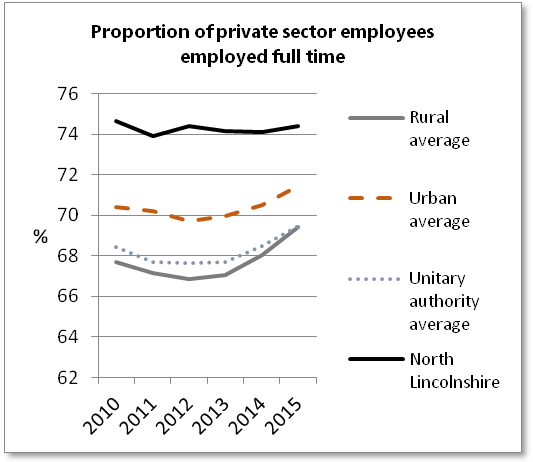 Proportion of private sector employees
employed full time
76
74
72
70
68
66
64
62
%
2010
2011
2012
2013
2014
2015
Rural
average
Urban
average
Unitary
authority
average
North
Lincolnshire